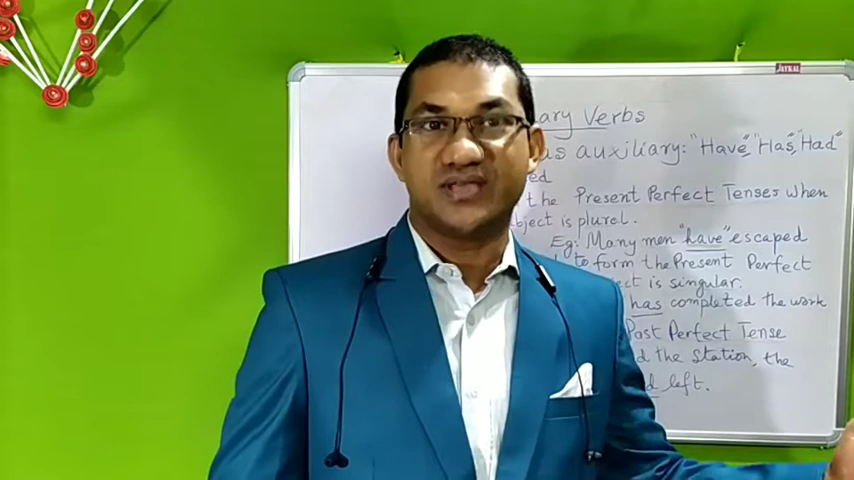 JAYKAL
ary Verbs
as auxiliary: "Have", "Has", "Had"
ed
the Present Perfect Tenses when
bject is plural.
Eg: Many men "have" escaped
to form the Present Perfect
ect is singular.
has completed the work
Past Perfect Tense
d the station, the
d left.